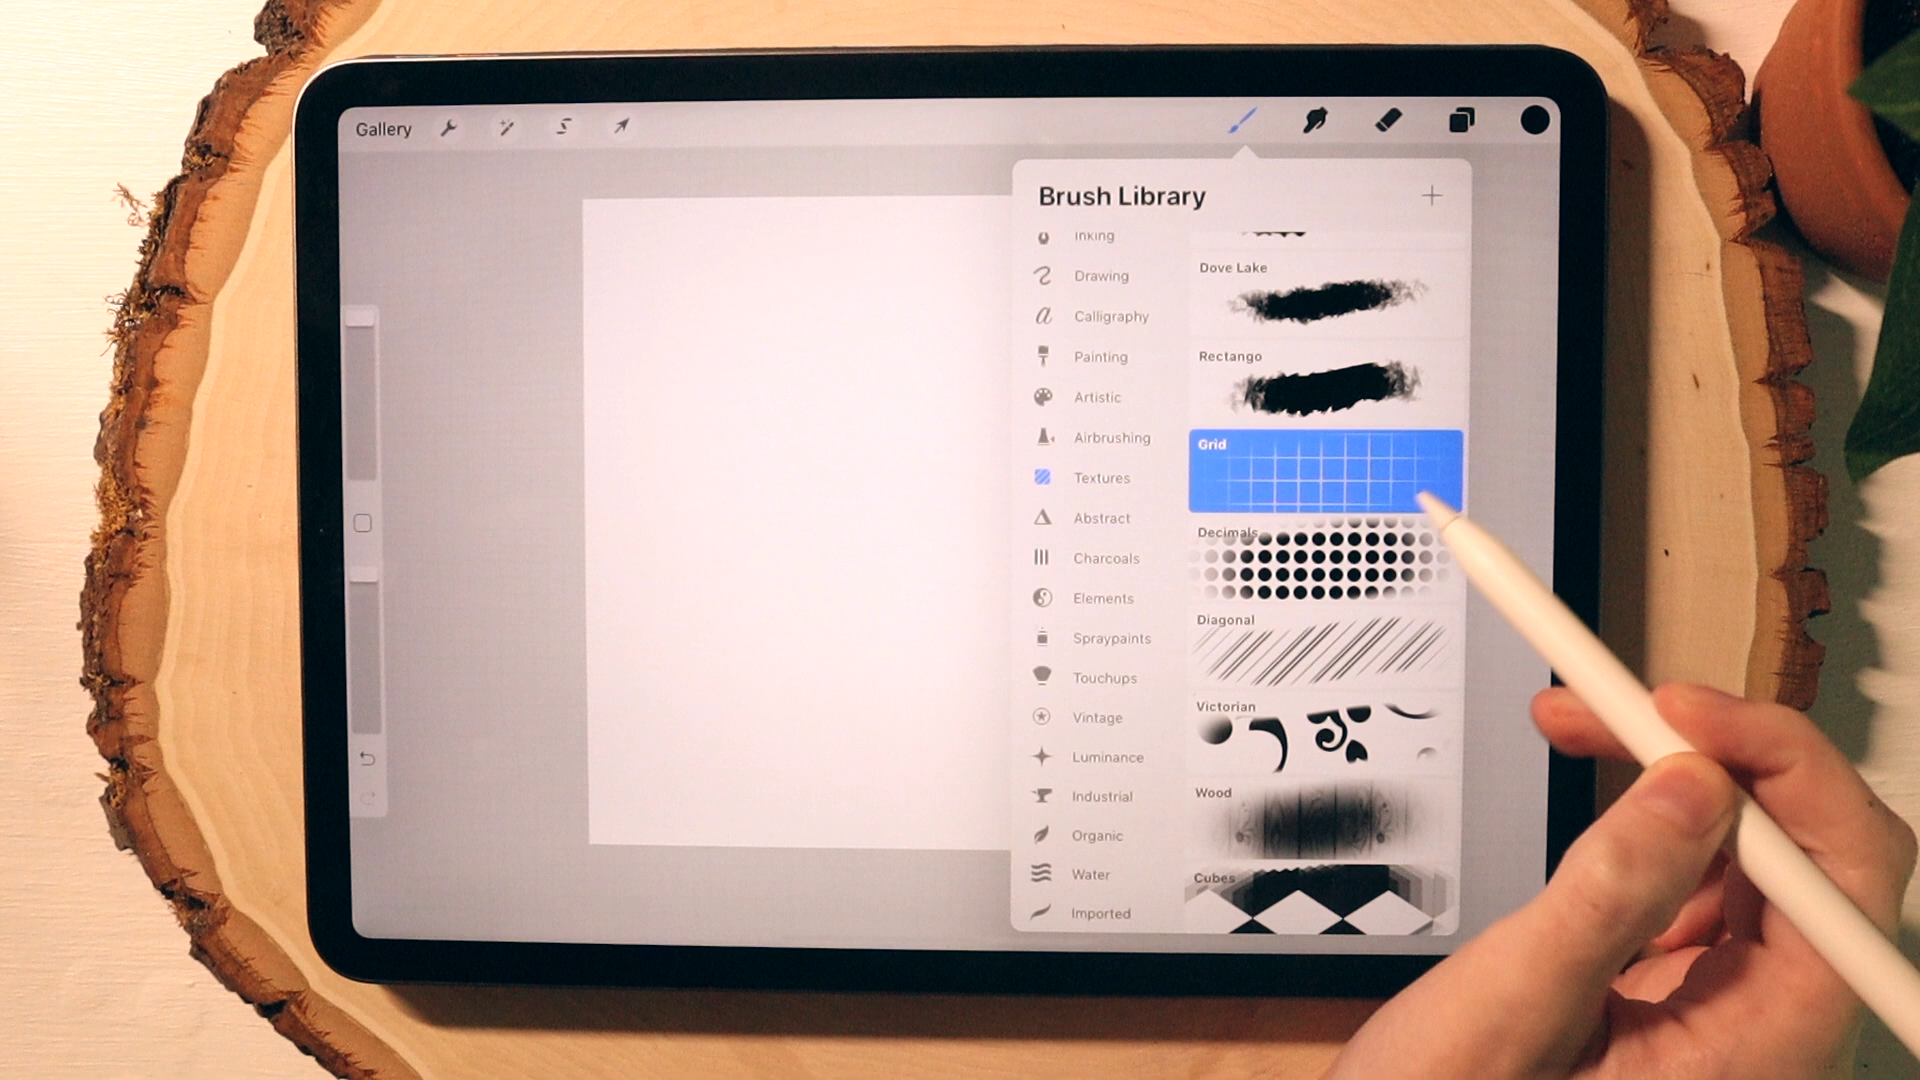 Gallery
Brush Library
Inking
Drawing
Calligraphy
Painting
Artistic
Airbrushing
Textures
Abstract
Charcoals
Elements
Spraypaints
Touchups
Vintage
Luminance
Industrial
Organic
Water
Imported
Dove Lake
Rectango
Grid
Decimals
Diagonal
Victorian
Wood
Cubes